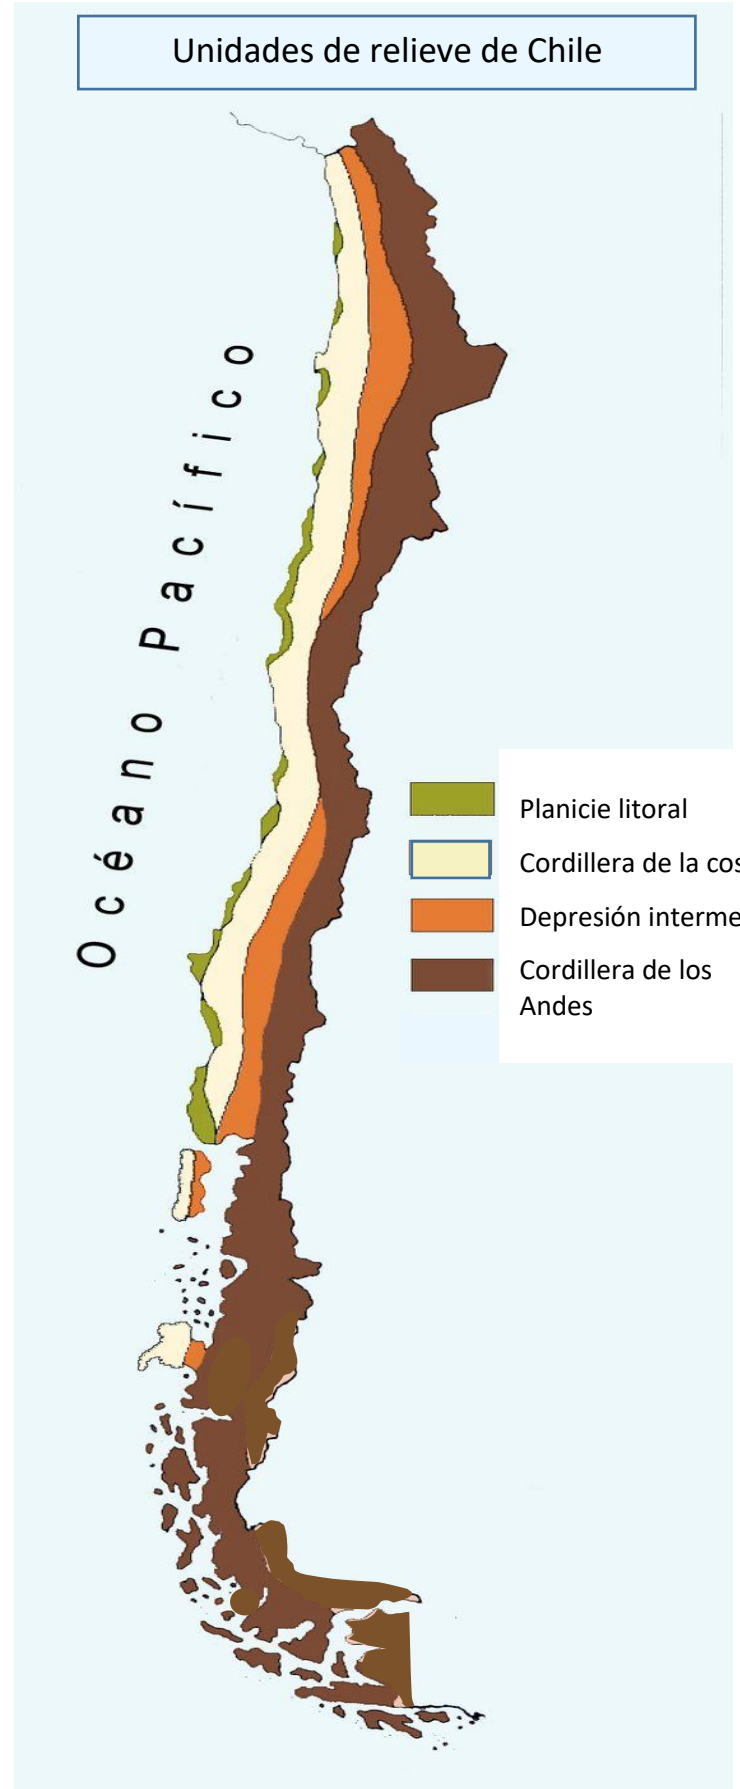 Unidades de relieve de Chile
Océano Pacífico
Planicie litoral
Cordillera de la cos
Depresión interme
Cordillera de los
Andes